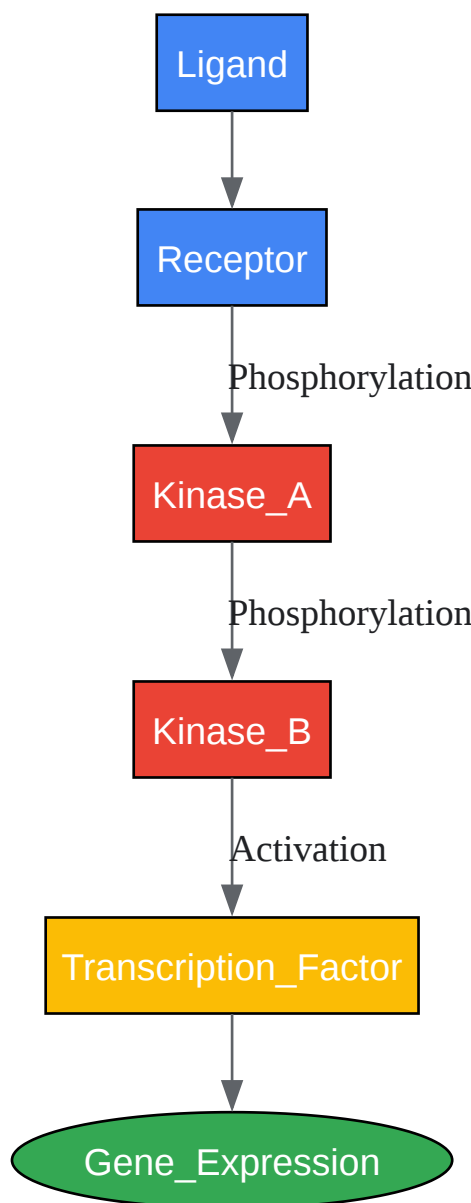 Ligand
Receptor
Phosphorylation
Kinase_A
Phosphorylation
Kinase_B
Activation
Transcription_Factor
Gene_Expression